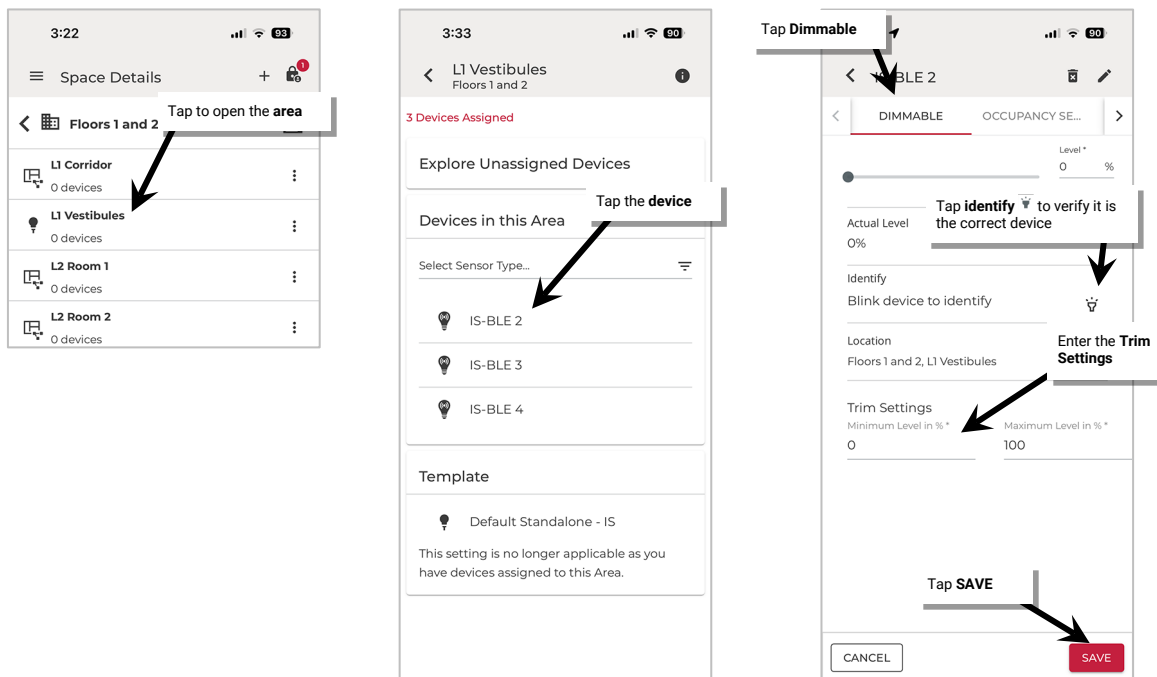 3:22
93
Space Details
1
Tap to open the area
Floors 1 and 2
L1 Corridor
0 devices
L1 Vestibules
0 devices
L2 Room 1
0 devices
L2 Room 2
0 devices
3:33
90
L1 Vestibules
Floors 1 and 2
3 Devices Assigned
Explore Unassigned Devices
Tap the device
Devices in this Area
Select Sensor Type...
IS-BLE 2
IS-BLE 3
IS-BLE 4
Template
Default Standalone - IS
This setting is no longer applicable as you
have devices assigned to this Area.
Tap Dimmable
90
BLE 2
DIMMABLE
OCCUPANCY SE...
Level *
0 %
Tap identify to verify it is
the correct device
Actual Level
0%
Identify
Blink device to identify
Enter the Trim
Settings
Location
Floors 1 and 2, L1 Vestibules
Trim Settings
Minimum Level in % *
Maximum Level in % *
0
100
Tap SAVE
CANCEL
SAVE